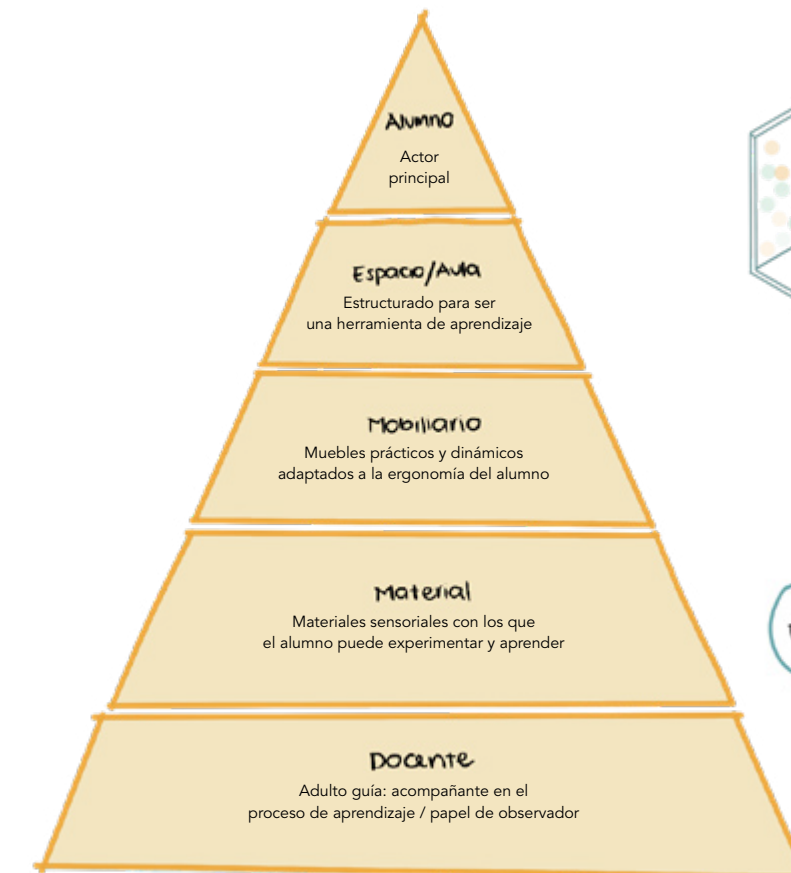 Alumno
Actor
principal
Espacio/Aula
Estructurado para ser
una herramienta de aprendizaje
Mobiliario
Muebles prácticos y dinámicos
adaptados a la ergonomía del alumno
Material
Materiales sensoriales con los que
el alumno puede experimentar y aprender
Docente
Adulto guía: acompañante en el
proceso de aprendizaje / papel de observador